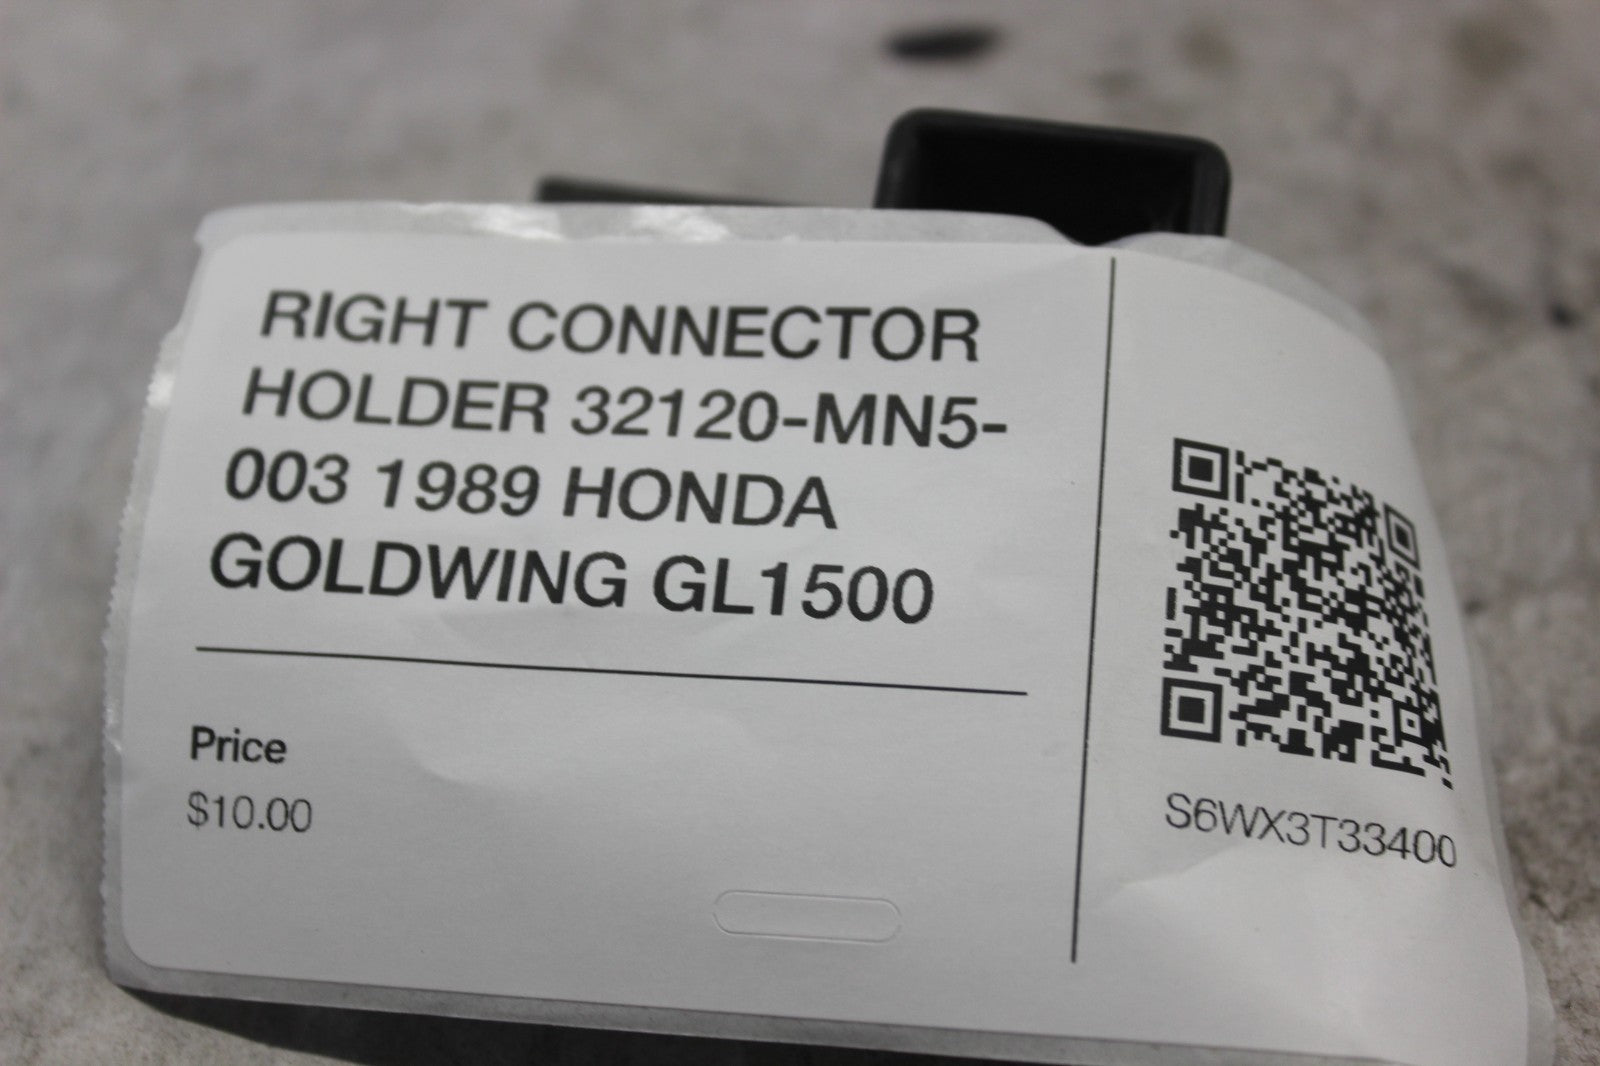 RIGHT CONNECTOR
HOLDER 32120-MN5-
003 1989 HONDA
GOLDWING GL1500
Price
$10.00
S6WX3T33400